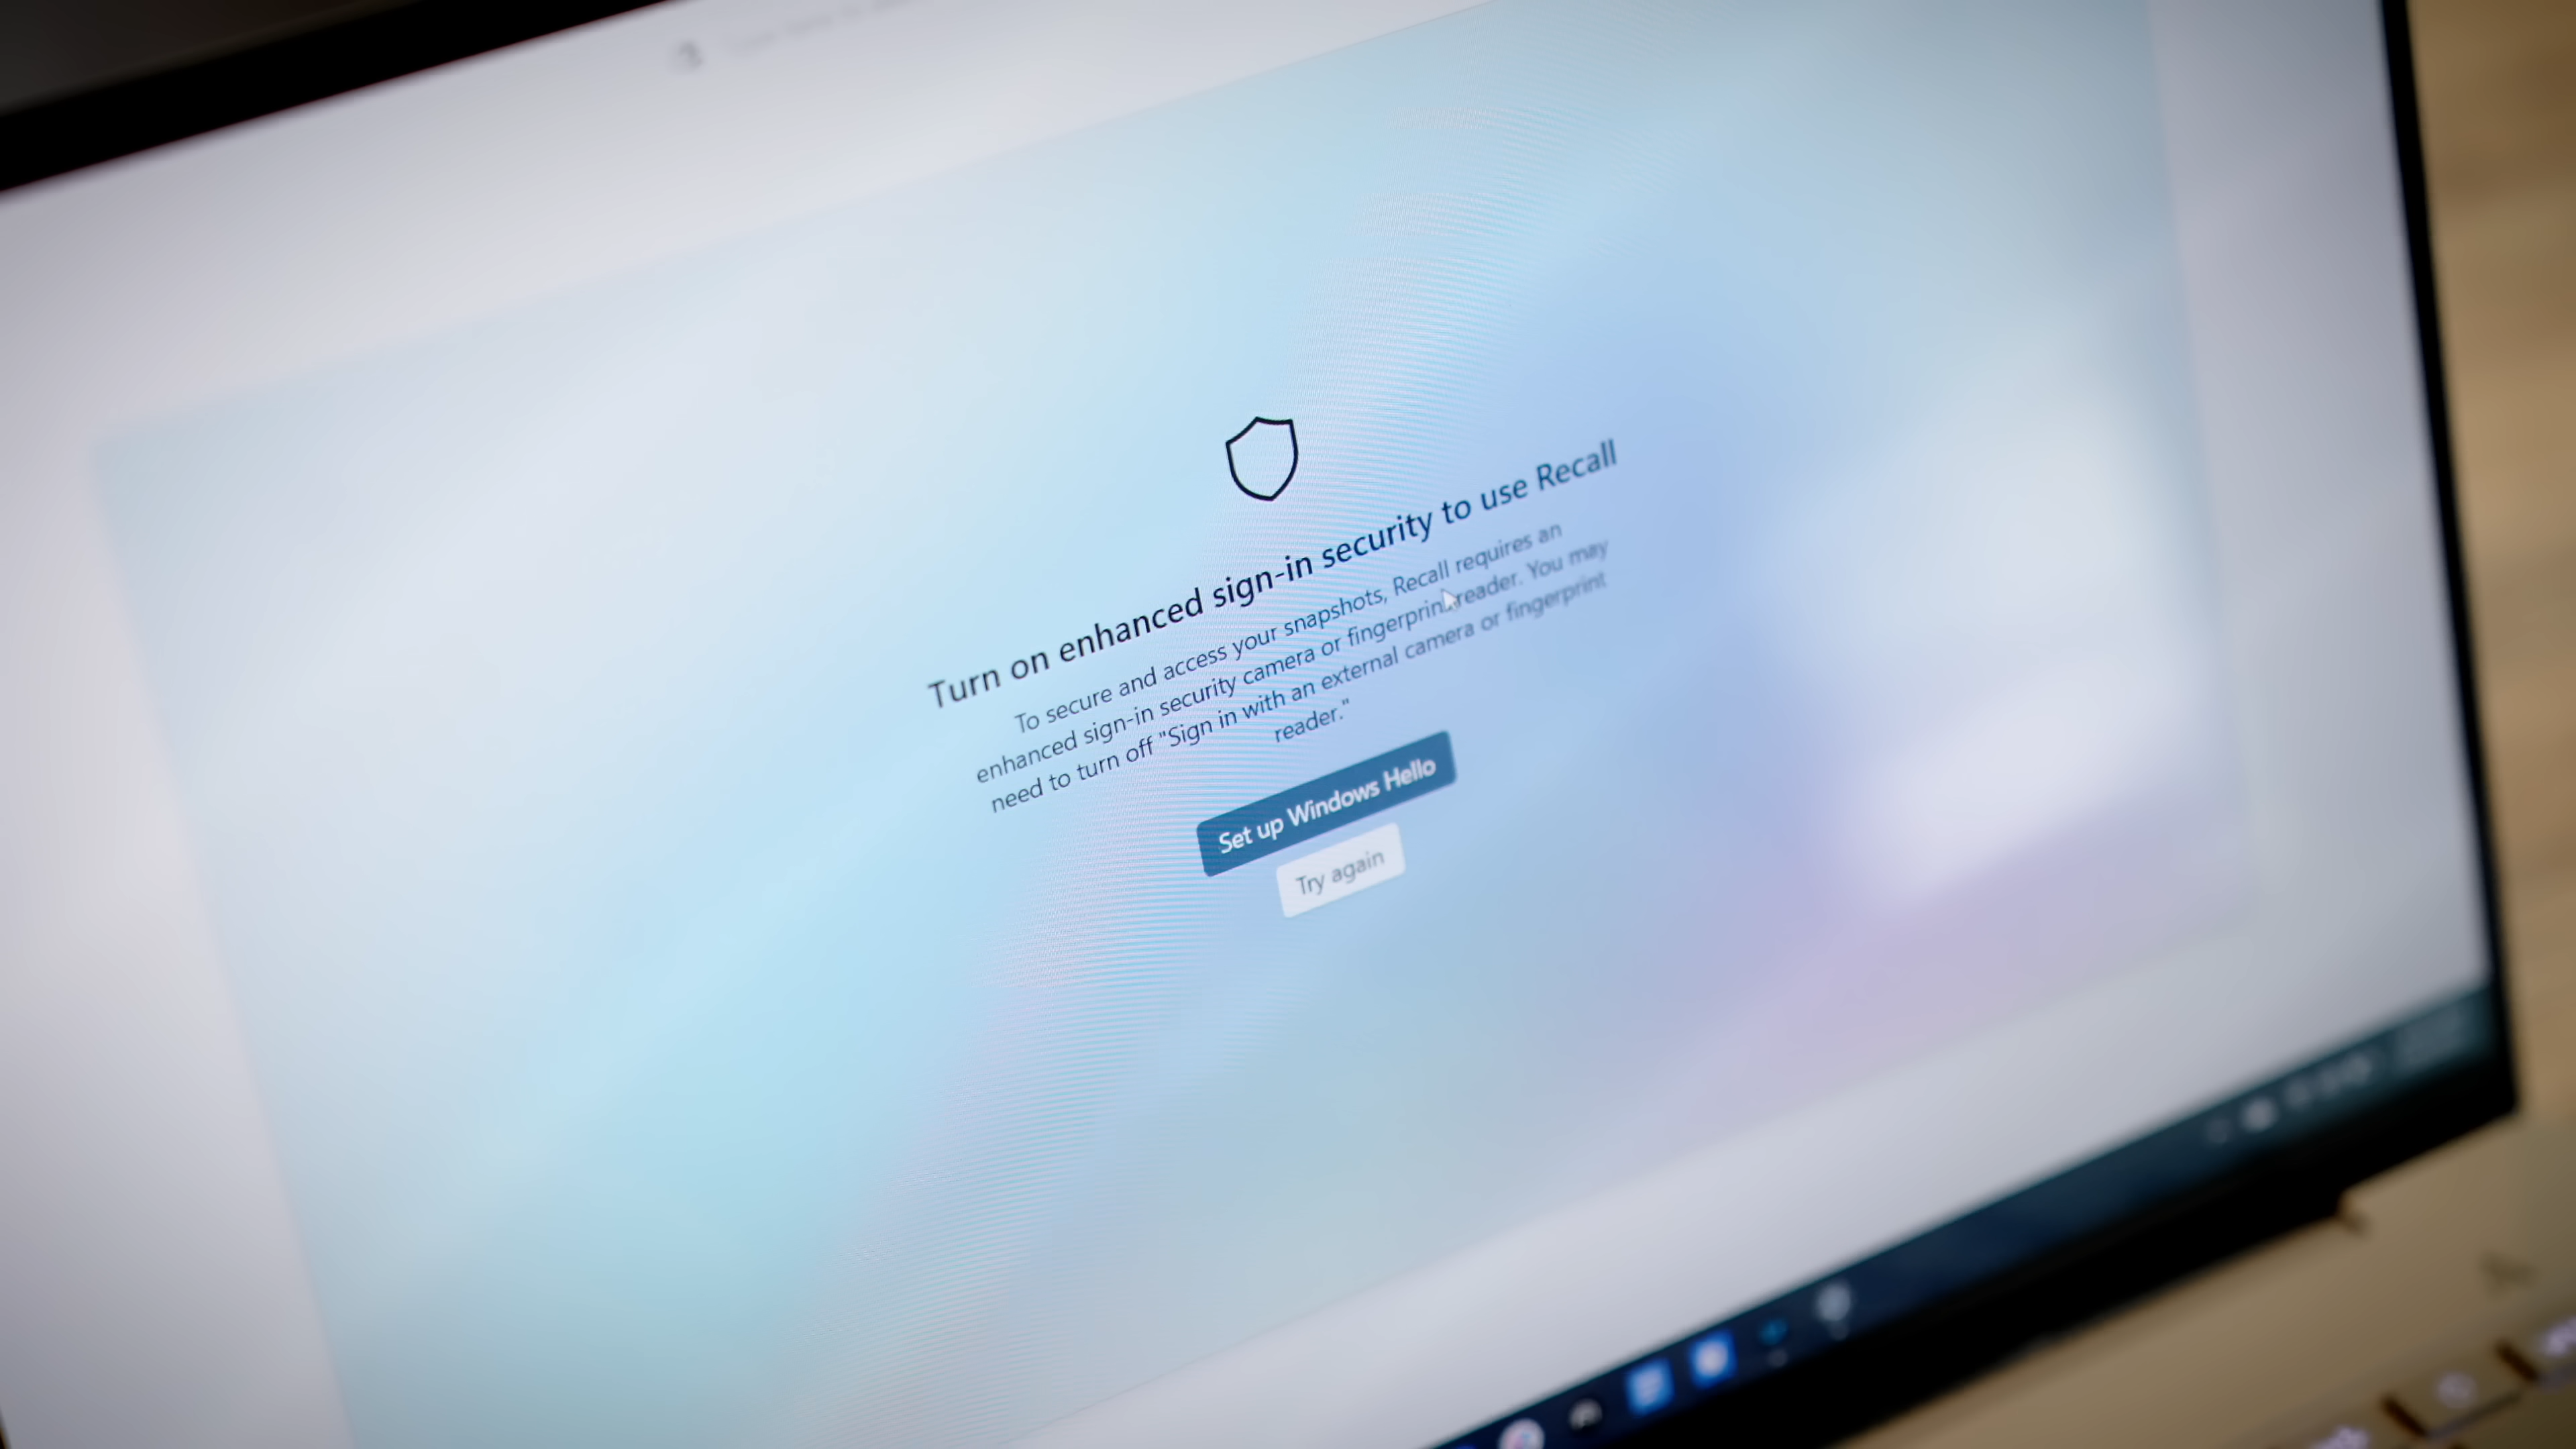 Turn on enhanced sign-in security to use Recall
To secure and access your snapshots, Recall requires an
enhanced sign-in security camera or fingerprint reader. You may
need to turn off "Sign in with an external camera or fingerprint
reader."
Set up Windows Hello
Try again